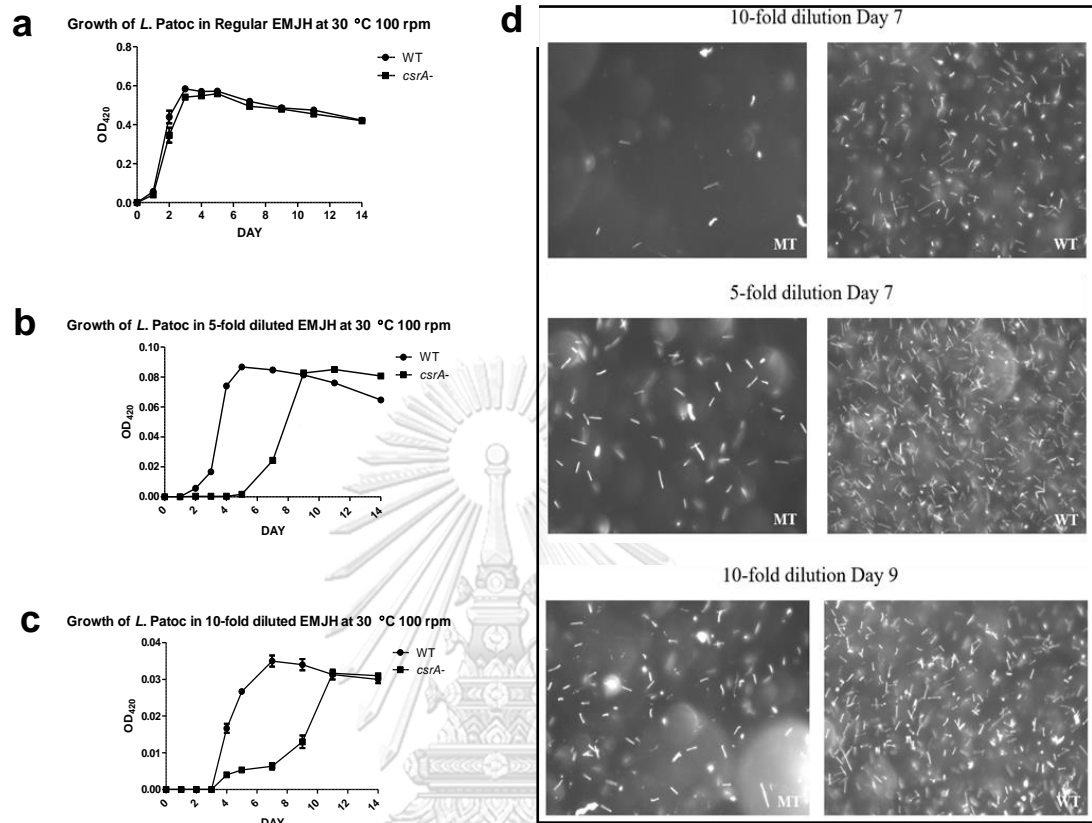 a
Growth of L. Patoc in Regular EMJH at 30 °C 100 rpm
WT
csrA-
OD420
0.8
0.6
0.4
0.2
0.0
0 2 4 6 8 10 12 14
DAY
b
Growth of L. Patoc in 5-fold diluted EMJH at 30 °C 100 rpm
WT
csrA-
OD420
0.10
0.08
0.06
0.04
0.02
0.00
0 2 4 6 8 10 12 14
DAY
c
Growth of L. Patoc in 10-fold diluted EMJH at 30 °C 100 rpm
WT
csrA-
OD420
0.04
0.03
0.02
0.01
0.00
0 2 4 6 8 10 12 14
DAY
d
10-fold dilution Day 7
MT
WT
5-fold dilution Day 7
MT
WT
10-fold dilution Day 9
MT
WT